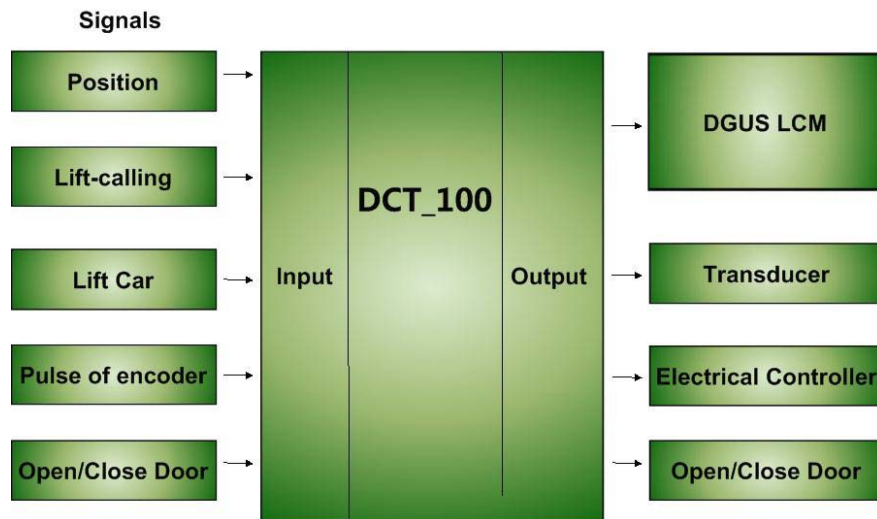 Signals
Position
Lift-calling
Lift Car
Pulse of encoder
Open/Close Door
DCT_100
Input
Output
DGUS LCM
Transducer
Electrical Controller
Open/Close Door